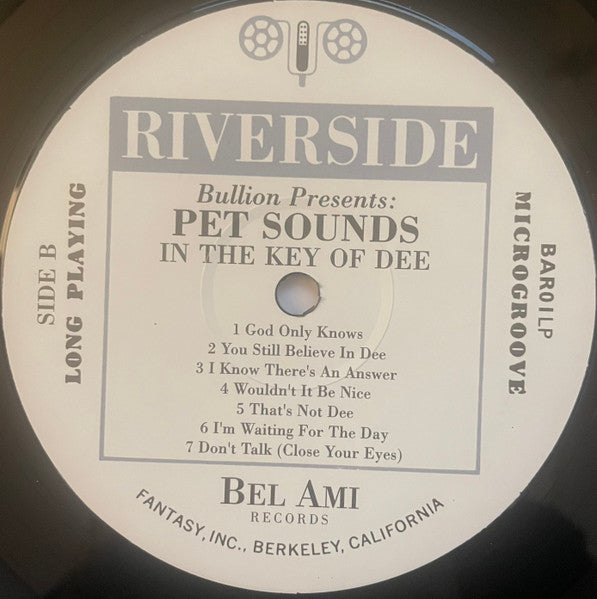 RIVERSIDE
Bullion Presents:
PET SOUNDS
IN THE KEY OF DEE
SIDE B
LONG PLAYING
BAR01LP
MICROGROOVE
1 God Only Knows
2 You Still Believe In Dee
3 I Know There's An Answer
4 Wouldn't It Be Nice
5 That's Not Dee
6 I'm Waiting For The Day
7 Don't Talk (Close Your Eyes)
BEL AMI
RECORDS
FANTASY, INC., BERKELEY, CALIFORNIA